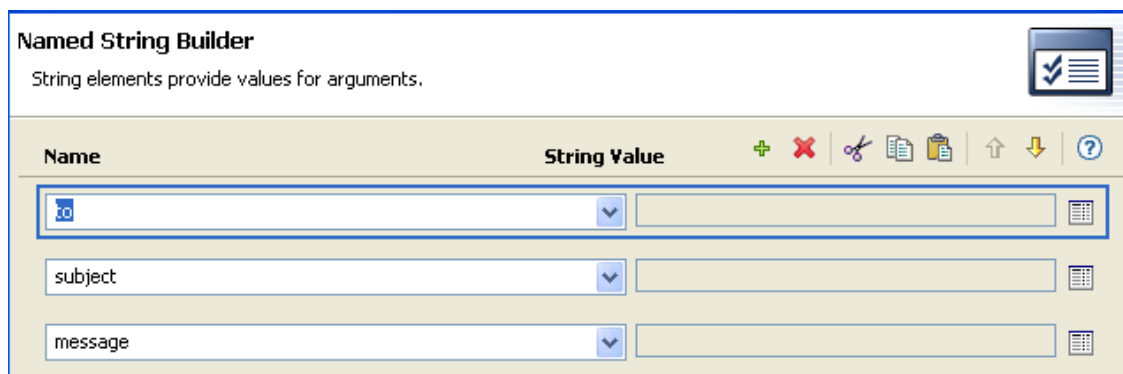 Named String Builder
String elements provide values for arguments.
Name String Value
to
subject
message